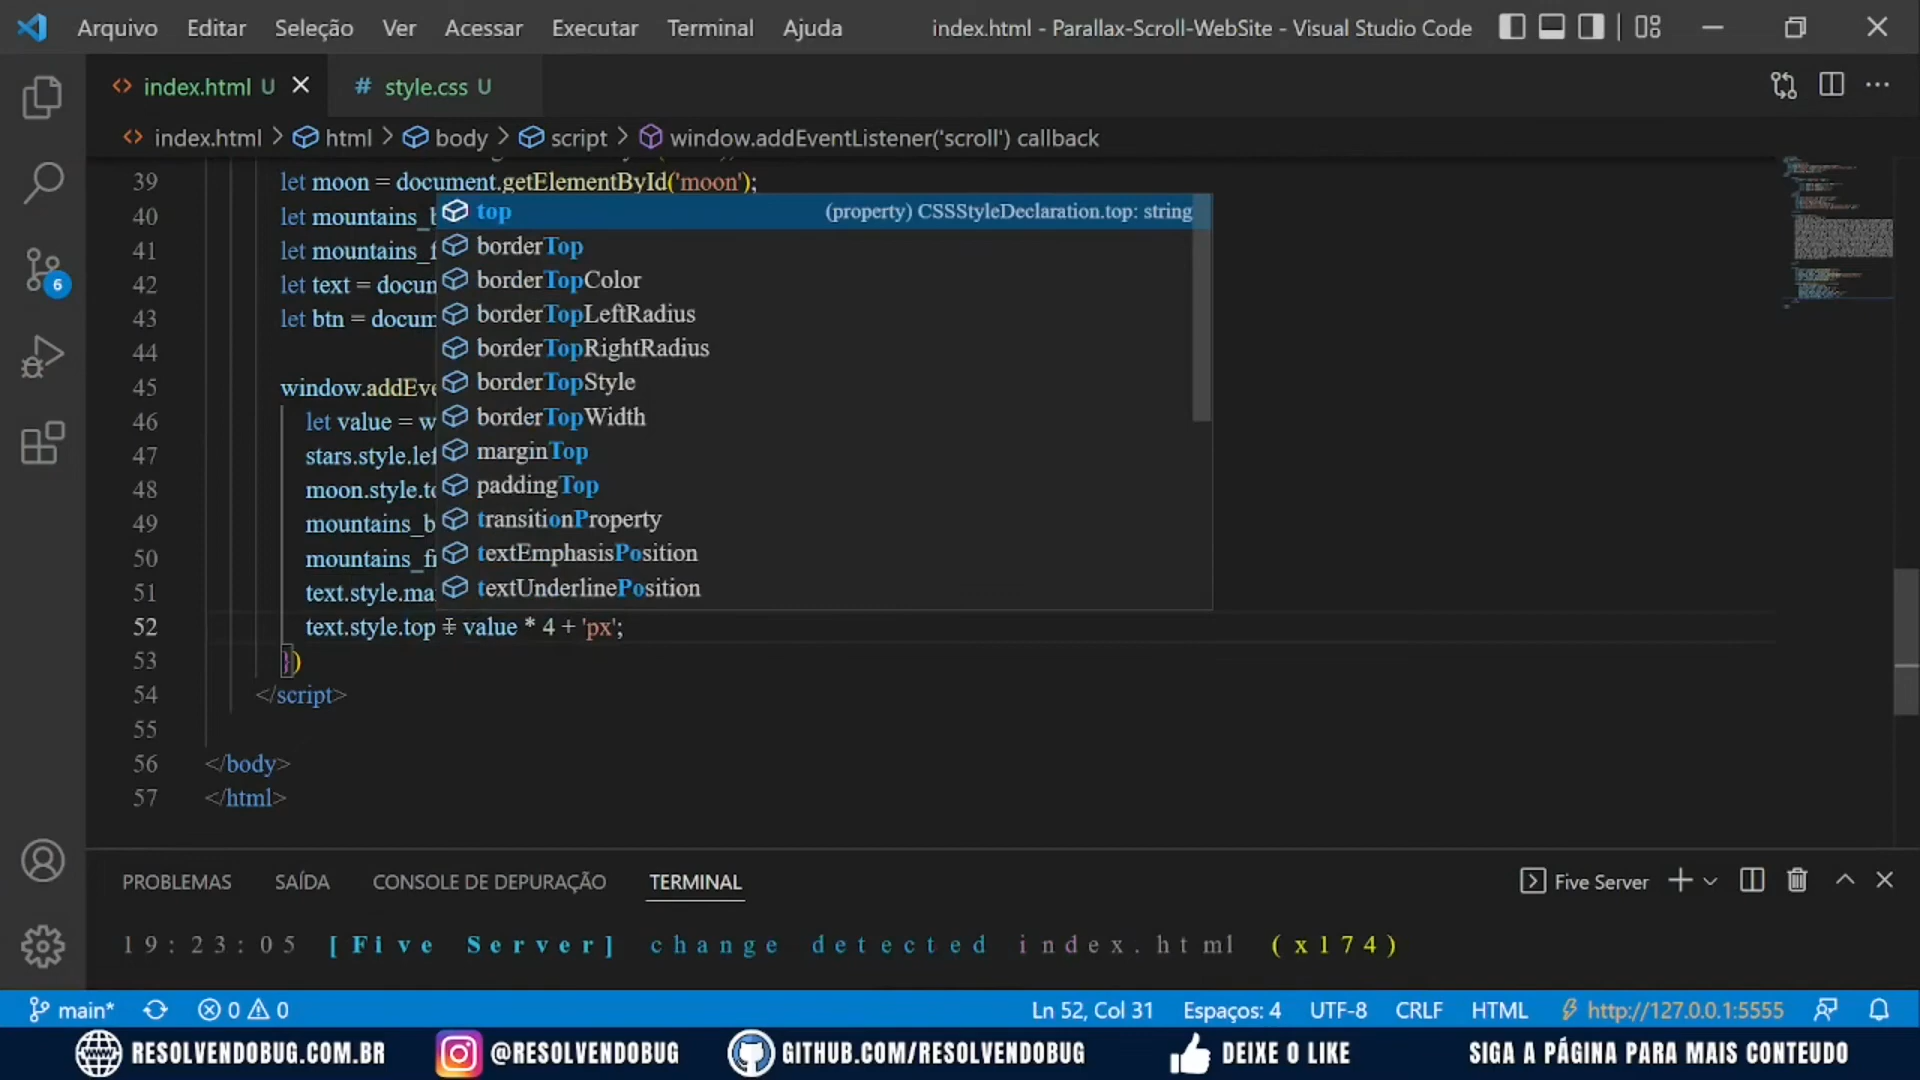 Arquivo Editar Seleção Ver Acessar Executar Terminal Ajuda index.html - Parallax-Scroll-WebSite - Visual Studio Code
index.html U style.css U
index.html > html > body > script > window.addEventListener('scroll') callback
39 let moon = document.getElementById('moon');
40 let mountains_b
41 let mountains_f
42 let text = docum
43 let btn = docum
44
45 window.addEve
46 let value = w
47 stars.style.lef
48 moon.style.to
49 mountains_b
50 mountains_fr
51 text.style.mar
52 text.style.top = value * 4 + 'px';
53 })
54 </script>
55
56 </body>
57 </html>
top (property) CSSStyleDeclaration.top: string
borderTop
borderTopColor
borderTopLeftRadius
borderTopRightRadius
borderTopStyle
borderTopWidth
marginTop
paddingTop
transitionProperty
textEmphasisPosition
textUnderlinePosition
6
PROBLEMAS SAÍDA CONSOLE DE DEPURAÇÃO TERMINAL Five Server
19:23:05 [Five Server] change detected index.html (x174)
main* 0 0 Ln 52, Col 31 Espaços: 4 UTF-8 CRLF HTML http://127.0.0.1:5555
RESOLVENDOBUG.COM.BR @RESOLVENDOBUG GITHUB.COM/RESOLVENDOBUG DEIXE O LIKE SIGA A PÁGINA PARA MAIS CONTEUDO